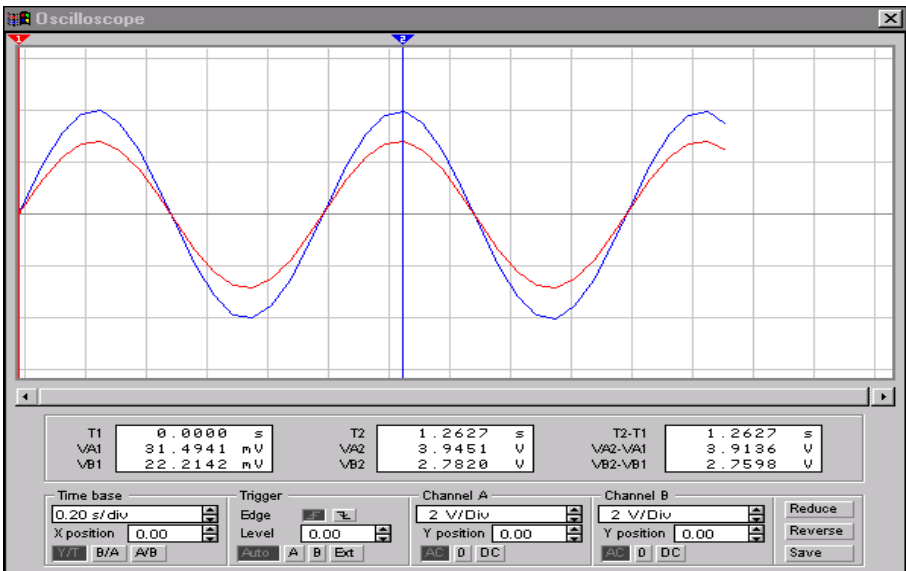 Oscilloscope
1 2
T1 0.0000 s T2 1.2627 s T2-T1 1.2627 s
VA1 31.4941 mV VA2 3.9451 V VA2-VA1 3.9136 V
VB1 22.2142 mV VB2 2.7820 V VB2-VB1 2.7598 V
Time base Trigger Channel A Channel B
0.20 s/div Edge 2 V/Div 2 V/Div Reduce
X position 0.00 Level 0.00 Y position 0.00 Y position 0.00 Reverse
Y/T B/A A/B Auto A B Ext AC 0 DC AC 0 DC Save